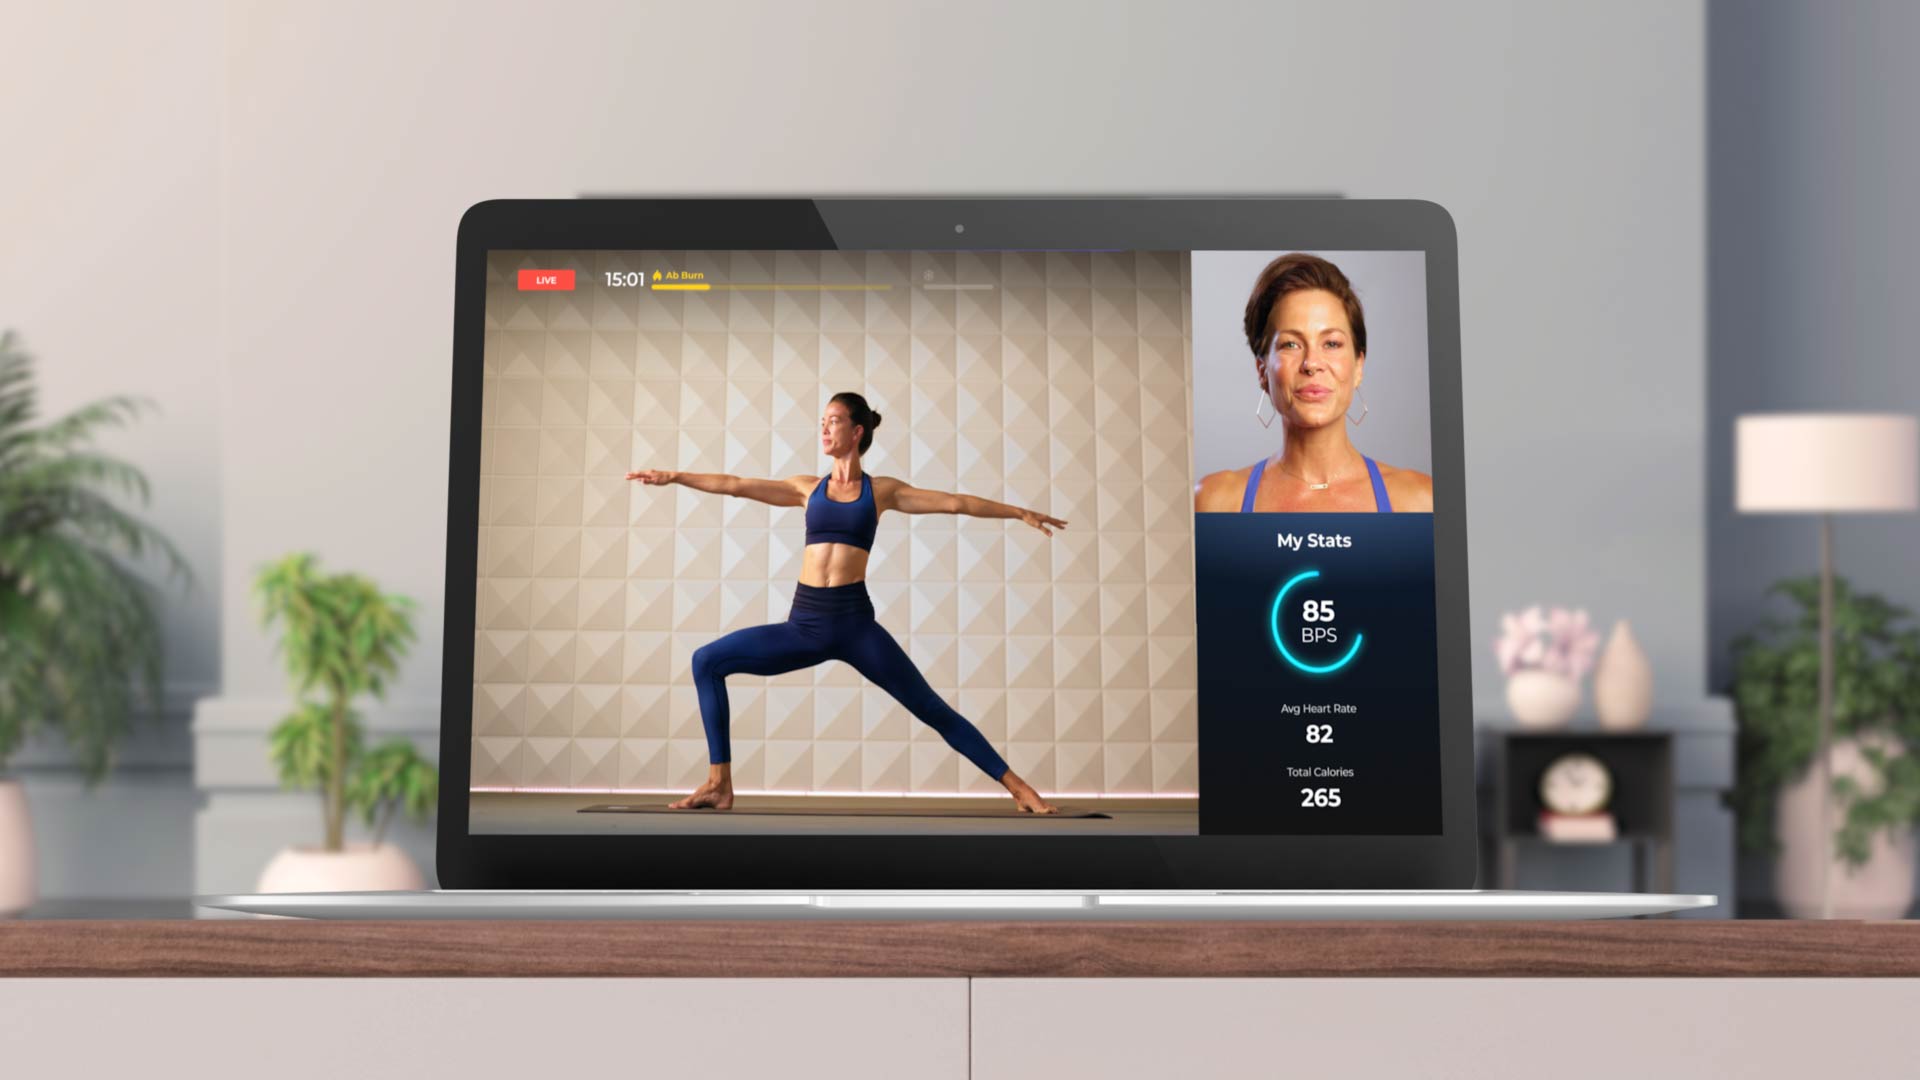 LIVE
15:01
Ab Burn
My Stats
85
BPS
Avg Heart Rate
82
Total Calories
265